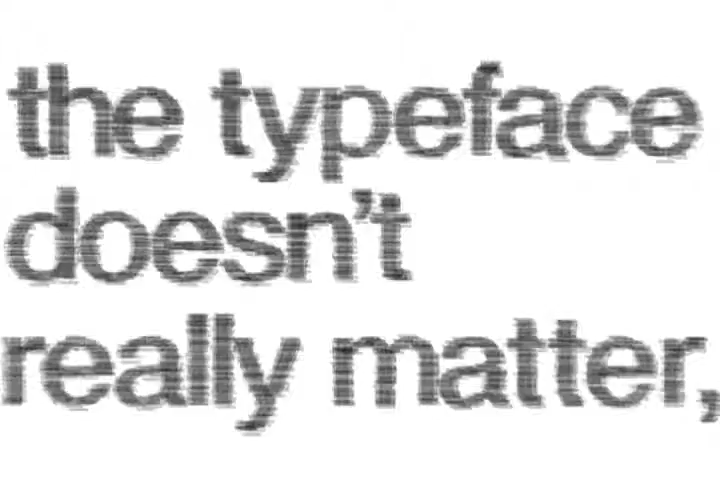 the typeface
doesn't
really matter,